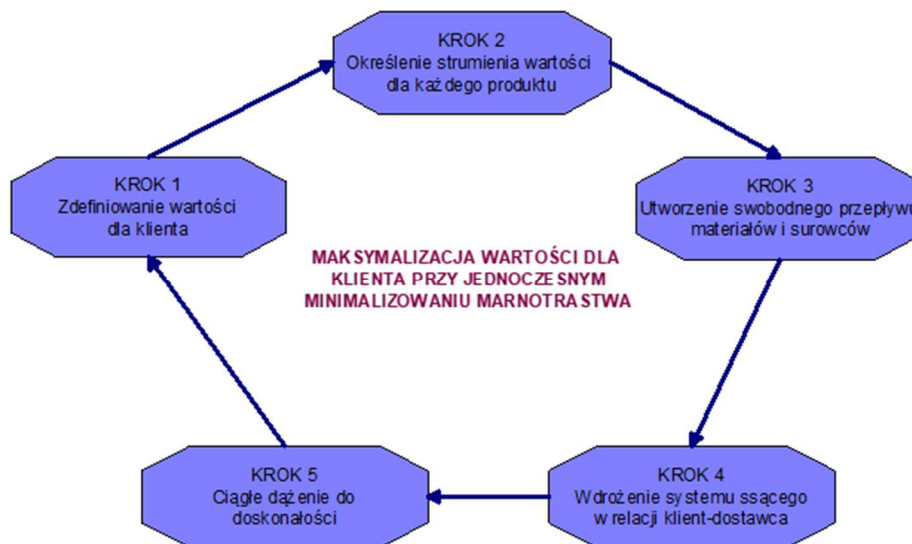 KROK 1
Zdefiniowanie wartości
dla klienta
KROK 2
Określenie strumienia wartości
dla każdego produktu
KROK 3
Utworzenie swobodnego przepływu
materiałów i surowców
KROK 4
Wdrożenie systemu ssącego
w relacji klient-dostawca
KROK 5
Ciągłe dążenie do
doskonałości
MAKSYMALIZACJA WARTOŚCI DLA
KLIENTA PRZY JEDNOCZESNYM
MINIMALIZOWANIU MARNOTRASTWA